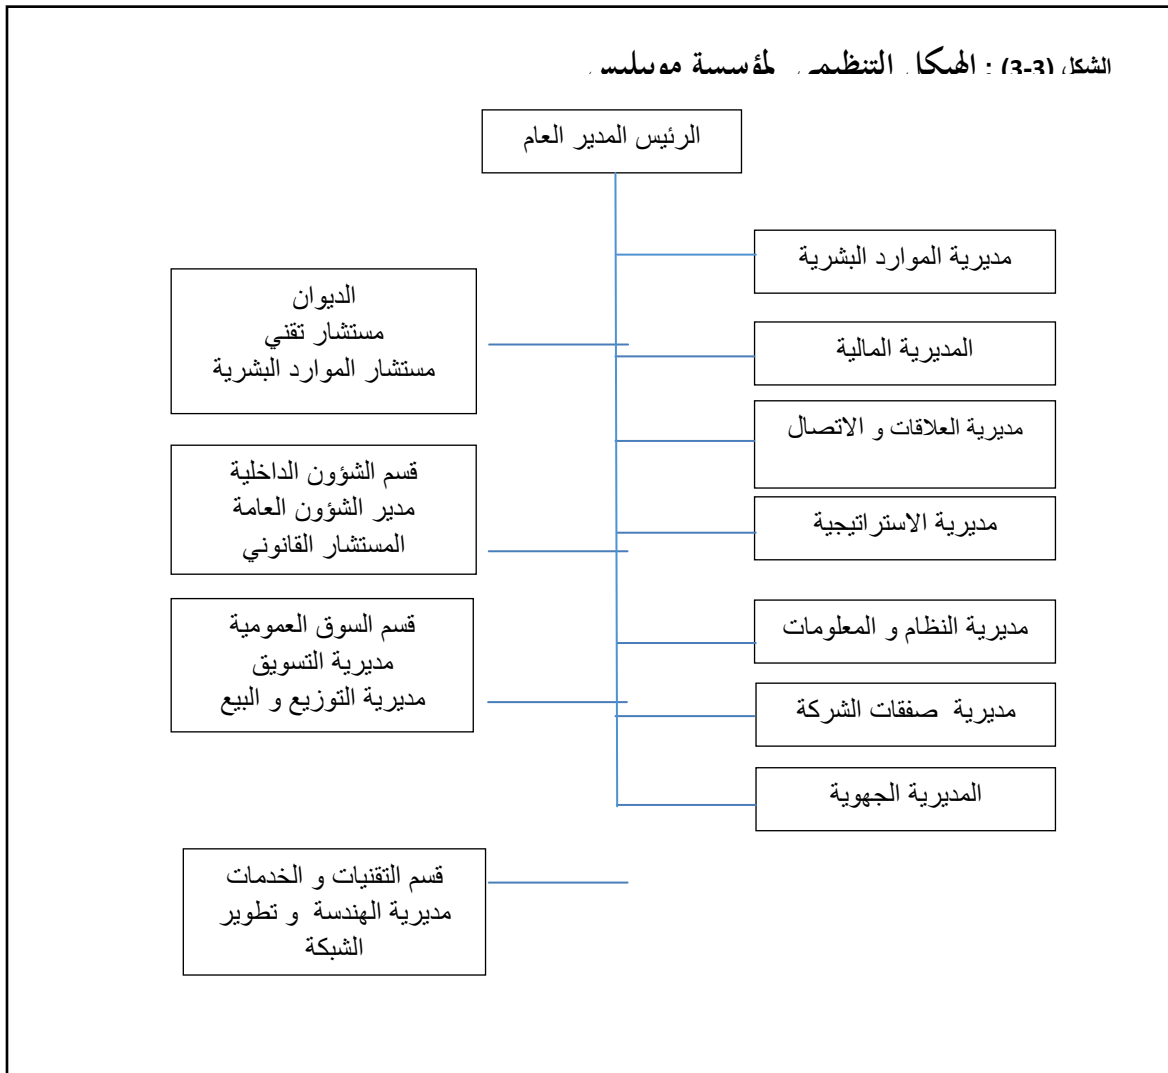 الشكل (3-3) : الهيكل التنظيمي لمؤسسة موبيليس
الرئيس المدير العام
مديرية الموارد البشرية
المديرية المالية
مديرية العلاقات و الاتصال
مديرية الاستراتيجية
مديرية النظام و المعلومات
مديرية صفقات الشركة
المديرية الجهوية
الديوان
مستشار تقني
مستشار الموارد البشرية
قسم الشؤون الداخلية
مدير الشؤون العامة
المستشار القانوني
قسم السوق العمومية
مديرية التسويق
مديرية التوزيع و البيع
قسم التقنيات و الخدمات
مديرية الهندسة و تطوير
الشبكة